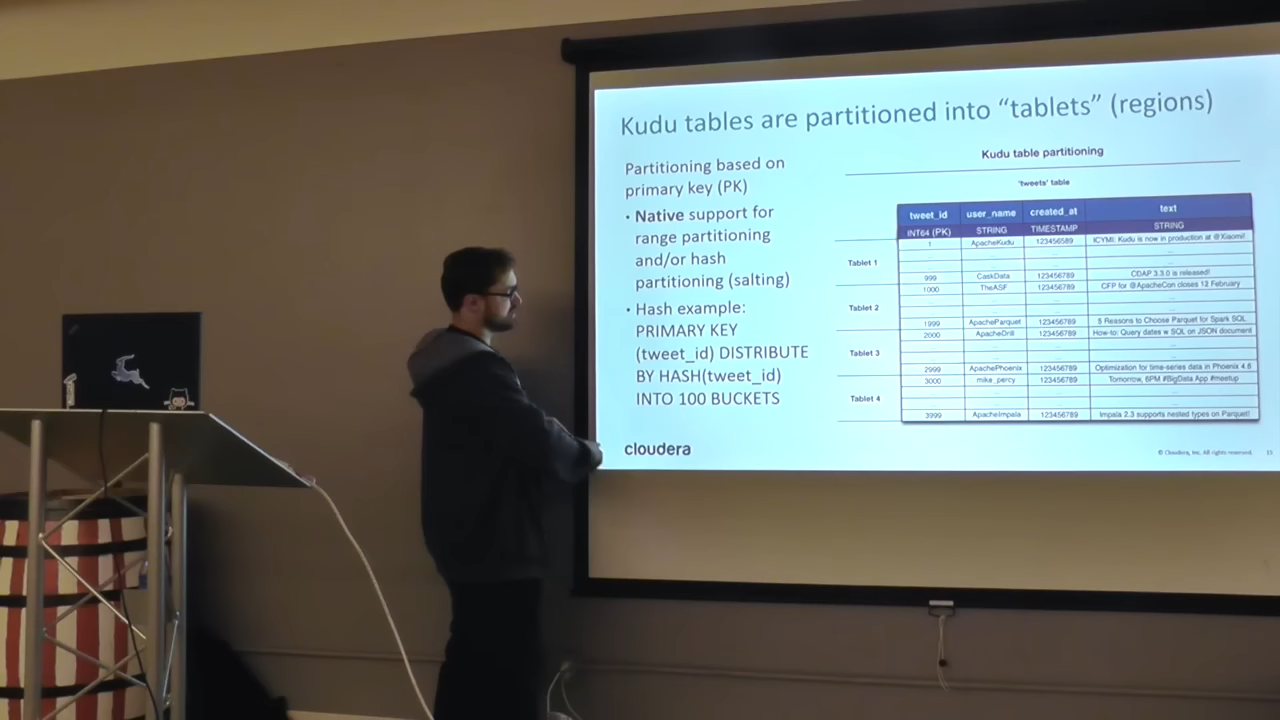 Kudu tables are partitioned into “tablets” (regions)
Partitioning based on
primary key (PK)
• Native support for
range partitioning
and/or hash
partitioning (salting)
• Hash example:
PRIMARY KEY
(tweet_id) DISTRIBUTE
BY HASH(tweet_id)
INTO 100 BUCKETS
cloudera
Kudu table partitioning
'tweets' table
tweet_id user_name created_at text
INT64 (PK) STRING TIMESTAMP STRING
1 ApacheKudu 123456589 ICYMI: Kudu is now in production at @Xiaomi!
Tablet 1
999 CaskData 123456789 CDAP 3.3.0 is released!
1000 TheASF 123456789 CFP for @ApacheCon closes 12 February
Tablet 2
1999 ApacheParquet 123456789 5 Reasons to Choose Parquet for Spark SQL
2000 ApacheDrill 123456789 How-to: Query dates w SQL on JSON document
Tablet 3
2999 ApachePhoenix 123456789 Optimization for time-series data in Phoenix 4.6
3000 mike_percy 123456789 Tomorrow, 6PM #BigData App #meetup
Tablet 4
3999 ApacheImpala 123456789 Impala 2.3 supports nested types on Parquet!
© Cloudera, Inc. All rights reserved. 15